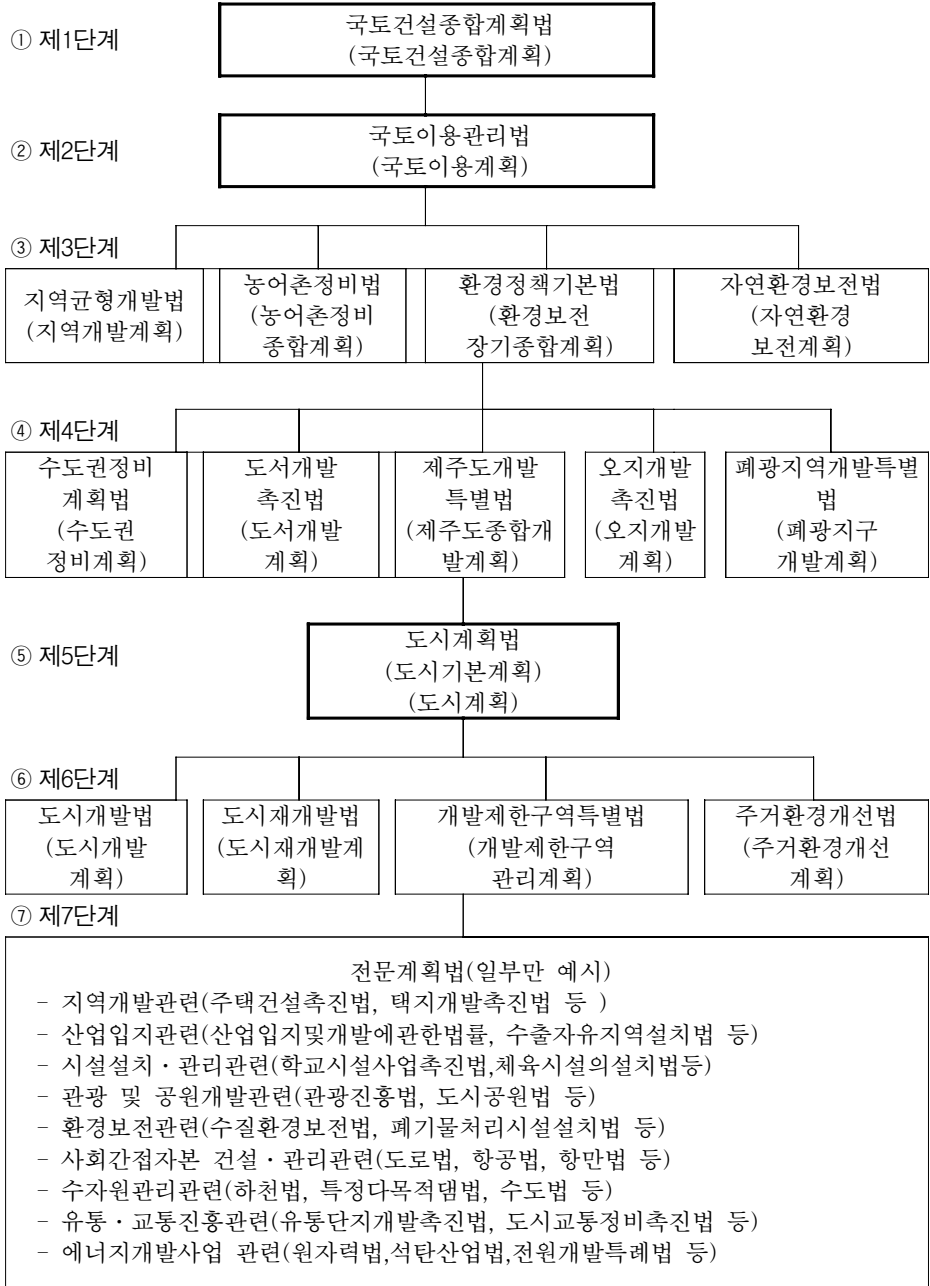 ① 제1단계
국토건설종합계획법
(국토건설종합계획)
② 제2단계
국토이용관리법
(국토이용계획)
③ 제3단계
지역균형개발법
(지역개발계획)
농어촌정비법
(농어촌정비
종합계획)
환경정책기본법
(환경보전
장기종합계획)
자연환경보전법
(자연환경
보전계획)
④ 제4단계
수도권정비
계획법
(수도권
정비계획)
도서개발
촉진법
(도서개발
계획)
제주도개발
특별법
(제주도종합개
발계획)
오지개발
촉진법
(오지개발
계획)
폐광지역개발특별
법
(폐광지구
개발계획)
⑤ 제5단계
도시계획법
(도시기본계획)
(도시계획)
⑥ 제6단계
도시개발법
(도시개발
계획)
도시재개발법
(도시재개발계
획)
개발제한구역특별법
(개발제한구역
관리계획)
주거환경개선법
(주거환경개선
계획)
⑦ 제7단계
전문계획법(일부만 예시)
- 지역개발관련(주택건설촉진법, 택지개발촉진법 등 )
- 산업입지관련(산업입지및개발에관한법률, 수출자유지역설치법 등)
- 시설설치・관리관련(학교시설사업촉진법,체육시설의설치법등)
- 관광 및 공원개발관련(관광진흥법, 도시공원법 등)
- 환경보전관련(수질환경보전법, 폐기물처리시설설치법 등)
- 사회간접자본 건설・관리관련(도로법, 항공법, 항만법 등)
- 수자원관리관련(하천법, 특정다목적댐법, 수도법 등)
- 유통・교통진흥관련(유통단지개발촉진법, 도시교통정비촉진법 등)
- 에너지개발사업 관련(원자력법,석탄산업법,전원개발특례법 등)